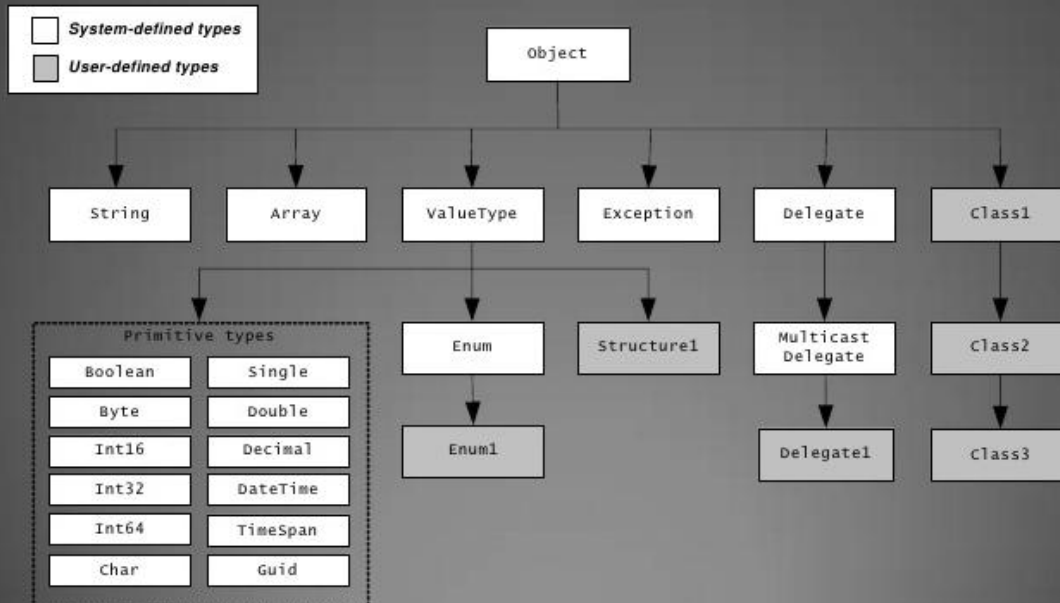 System-defined types
User-defined types
Object
String
Array
ValueType
Exception
Delegate
Class1
Primitive types
Boolean
Single
Byte
Double
Int16
Decimal
Int32
DateTime
Int64
TimeSpan
Char
Guid
Enum
Structure1
Multicast
Delegate
Class2
Enum1
Delegate1
Class3